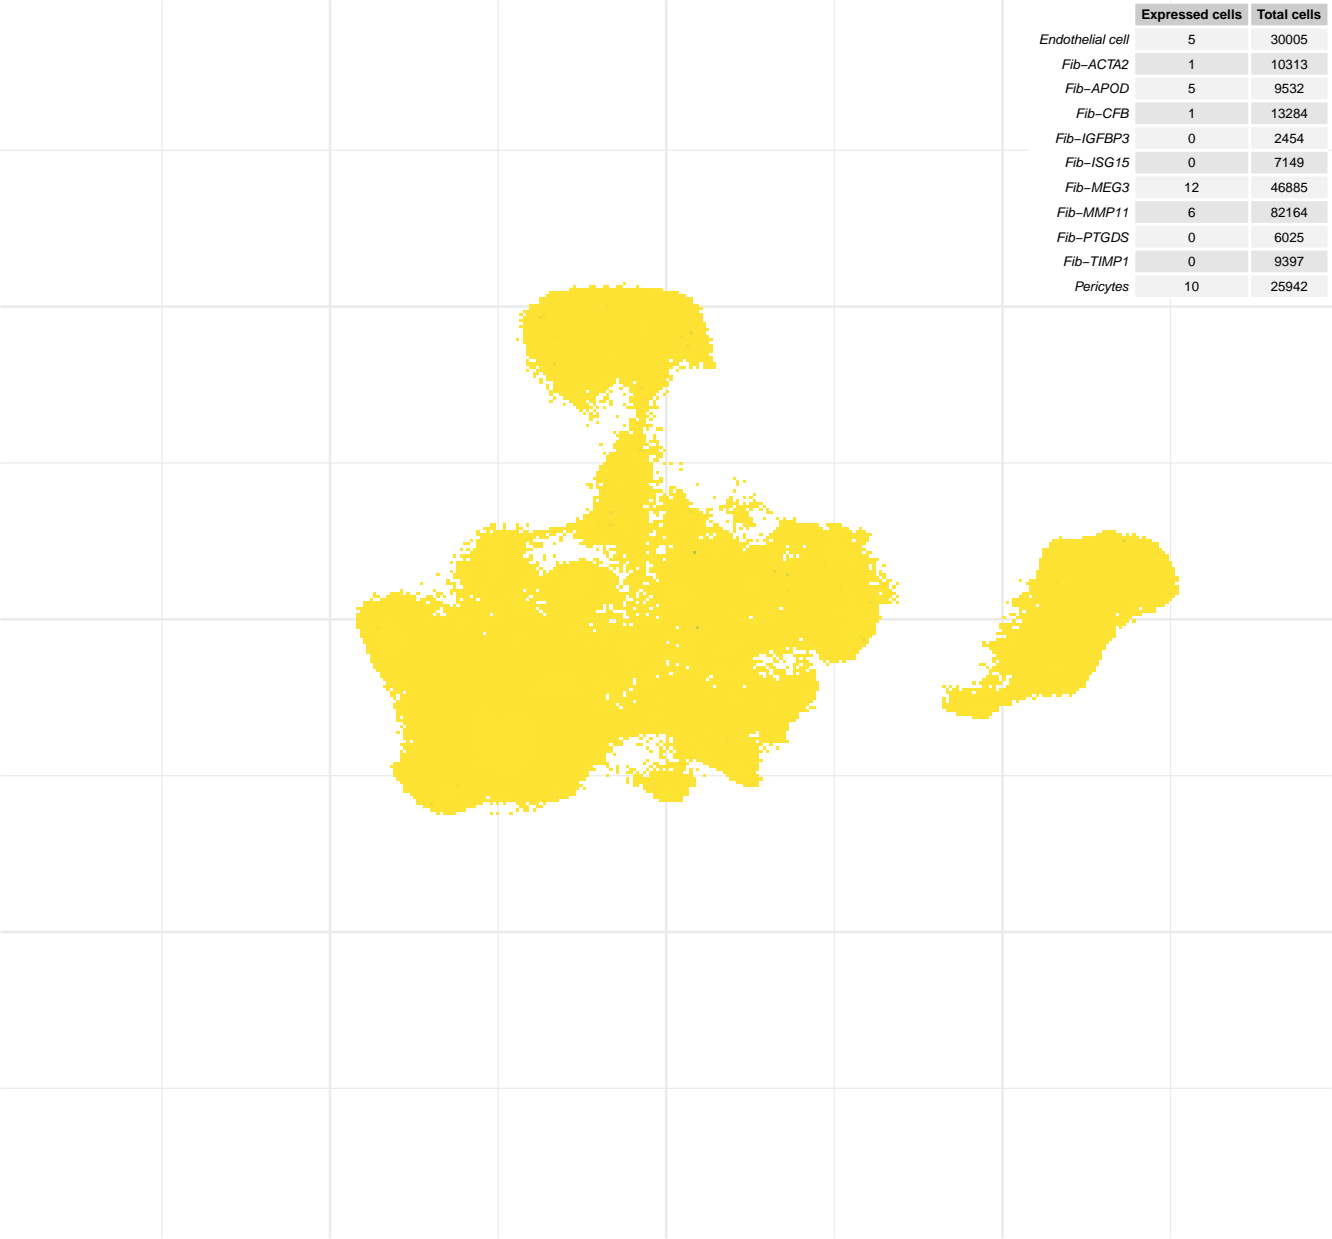 Expressed cells Total cells
Endothelial cell 5 30005
Fib−ACTA2 1 10313
Fib−APOD 5 9532
Fib−CFB 1 13284
Fib−IGFBP3 0 2454
Fib−ISG15 0 7149
Fib−MEG3 12 46885
Fib−MMP11 6 82164
Fib−PTGDS 0 6025
Fib−TIMP1 0 9397
Pericytes 10 25942